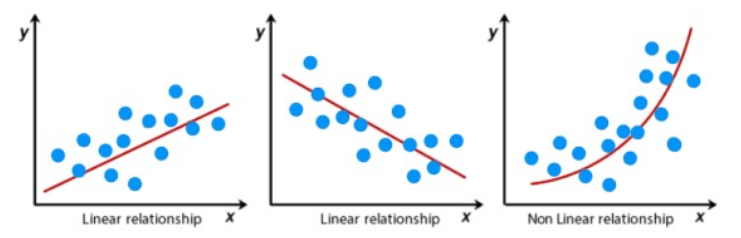 y
Linear relationship x
y
Linear relationship x
y
Non Linear relationship x